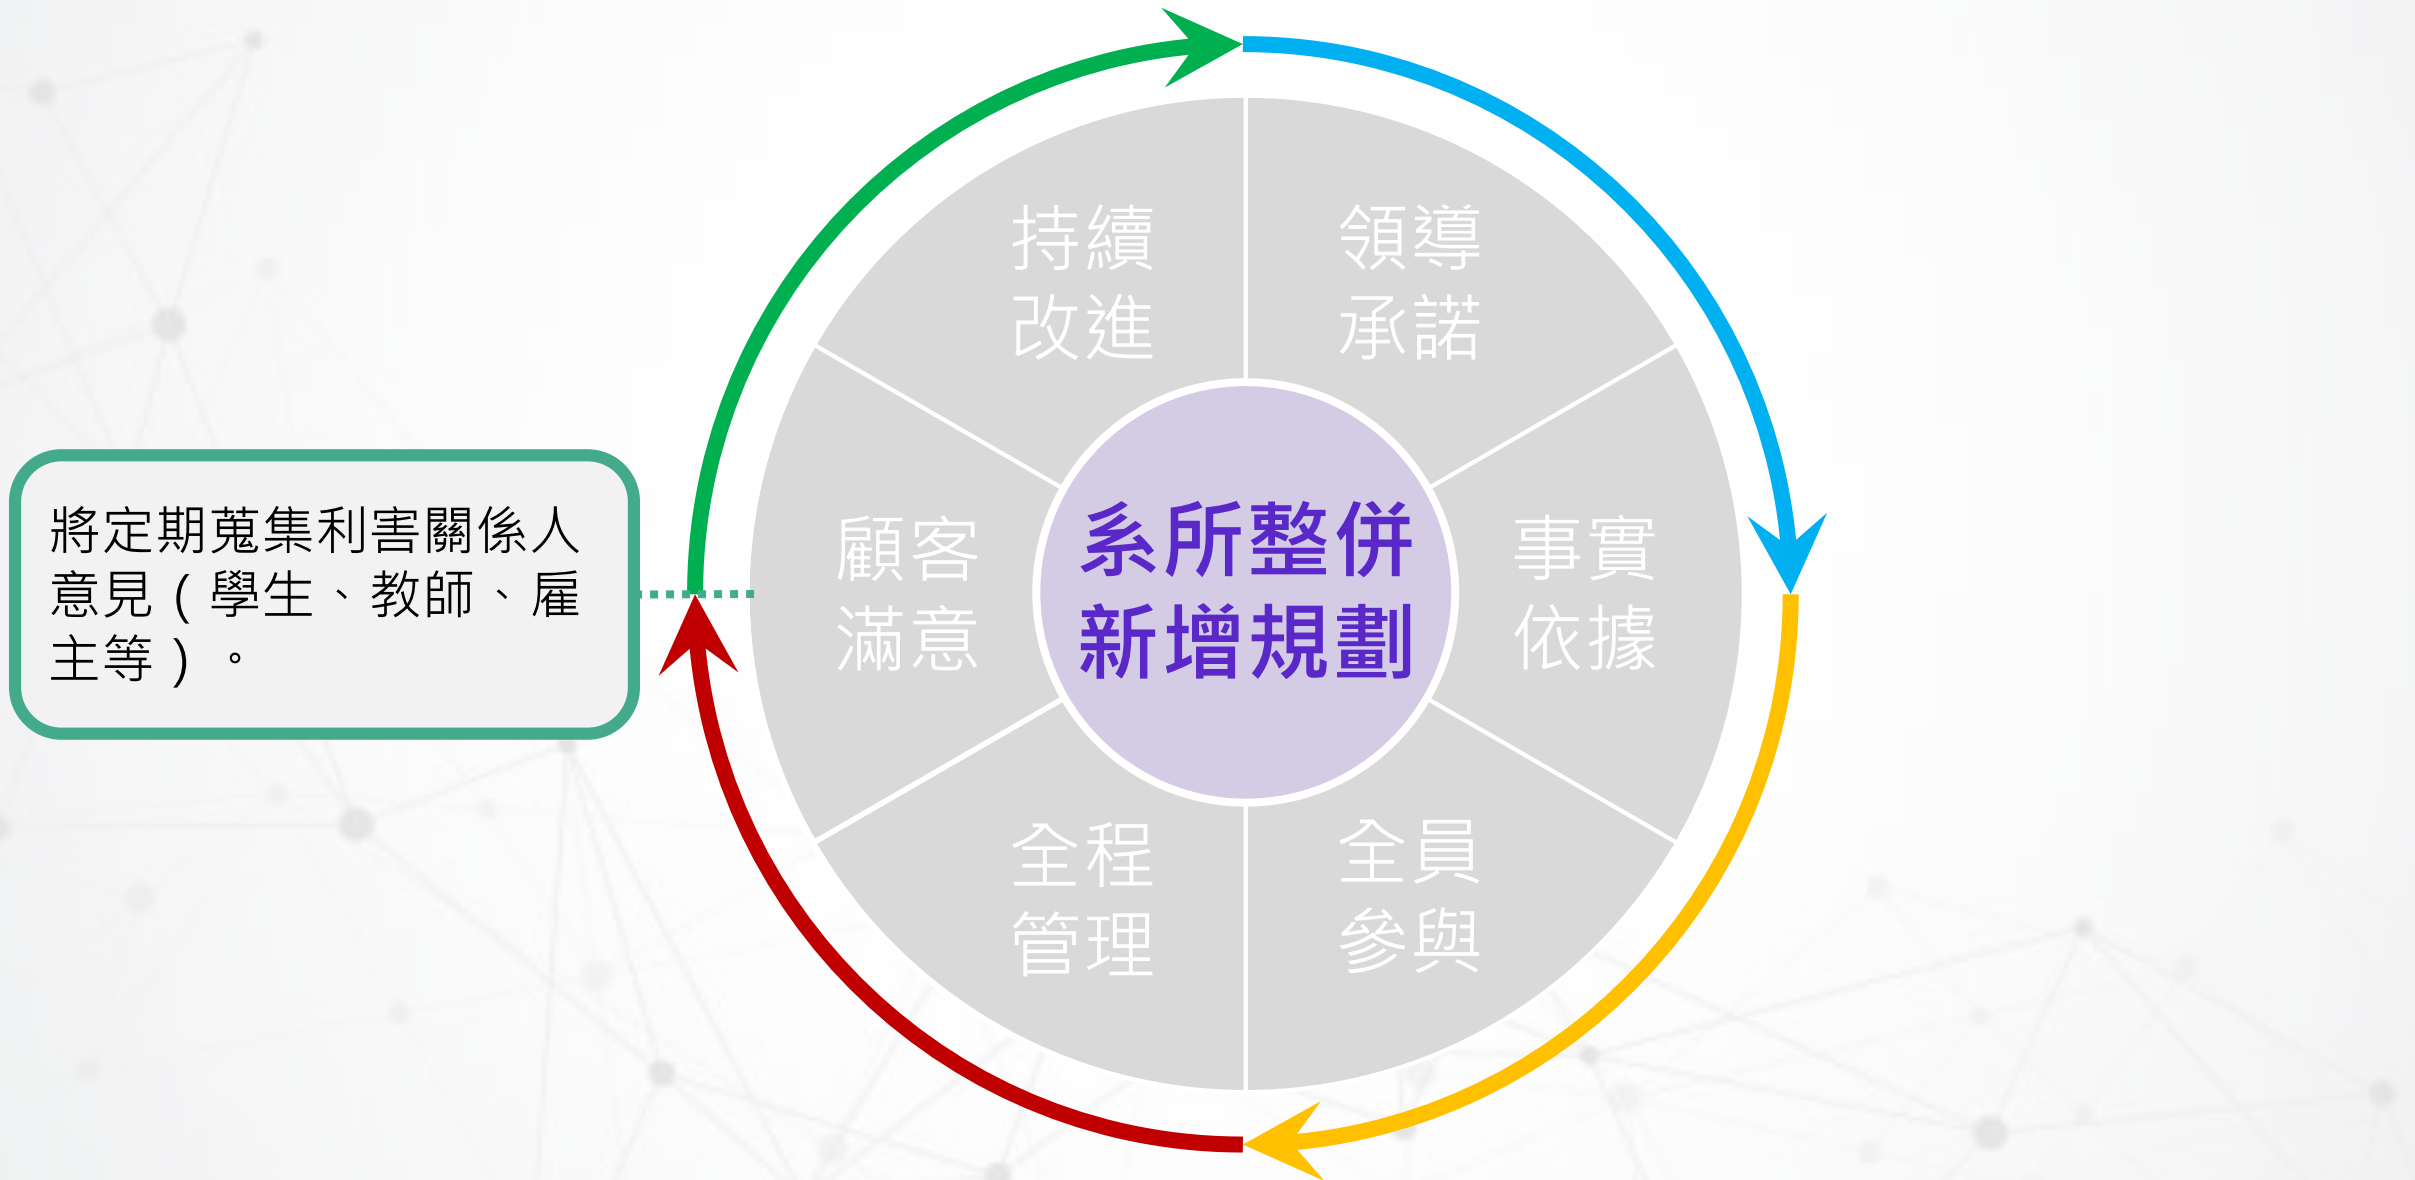 持續
改進
領導
承諾
將定期蒐集利害關係人
意見（學生、教師、雇
主等）。
顧客
滿意
系所整併
新增規劃
事實
依據
全程
管理
全員
參與